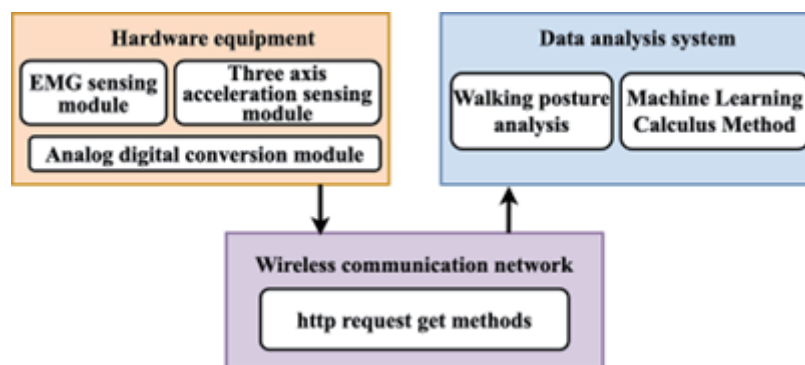 Hardware equipment
EMG sensing
module
Three axis
acceleration sensing
module
Analog digital conversion module
Data analysis system
Walking posture
analysis
Machine Learning
Calculus Method
Wireless communication network
http request get methods